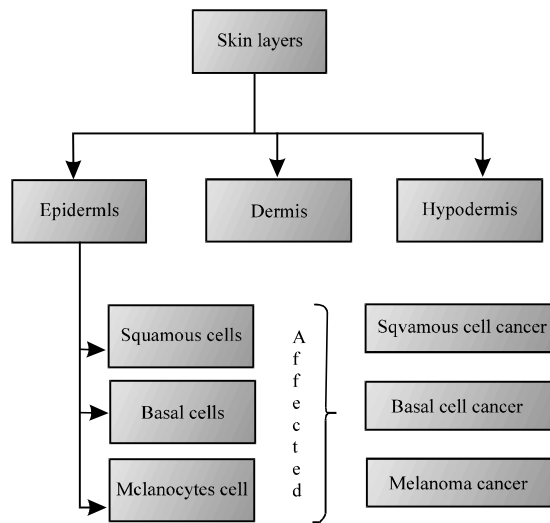 Skin layers
Epidermls
Dermis
Hypodermis
Squamous cells
Basal cells
Mclanocytes cell
Affected
Sqvamous cell cancer
Basal cell cancer
Melanoma cancer